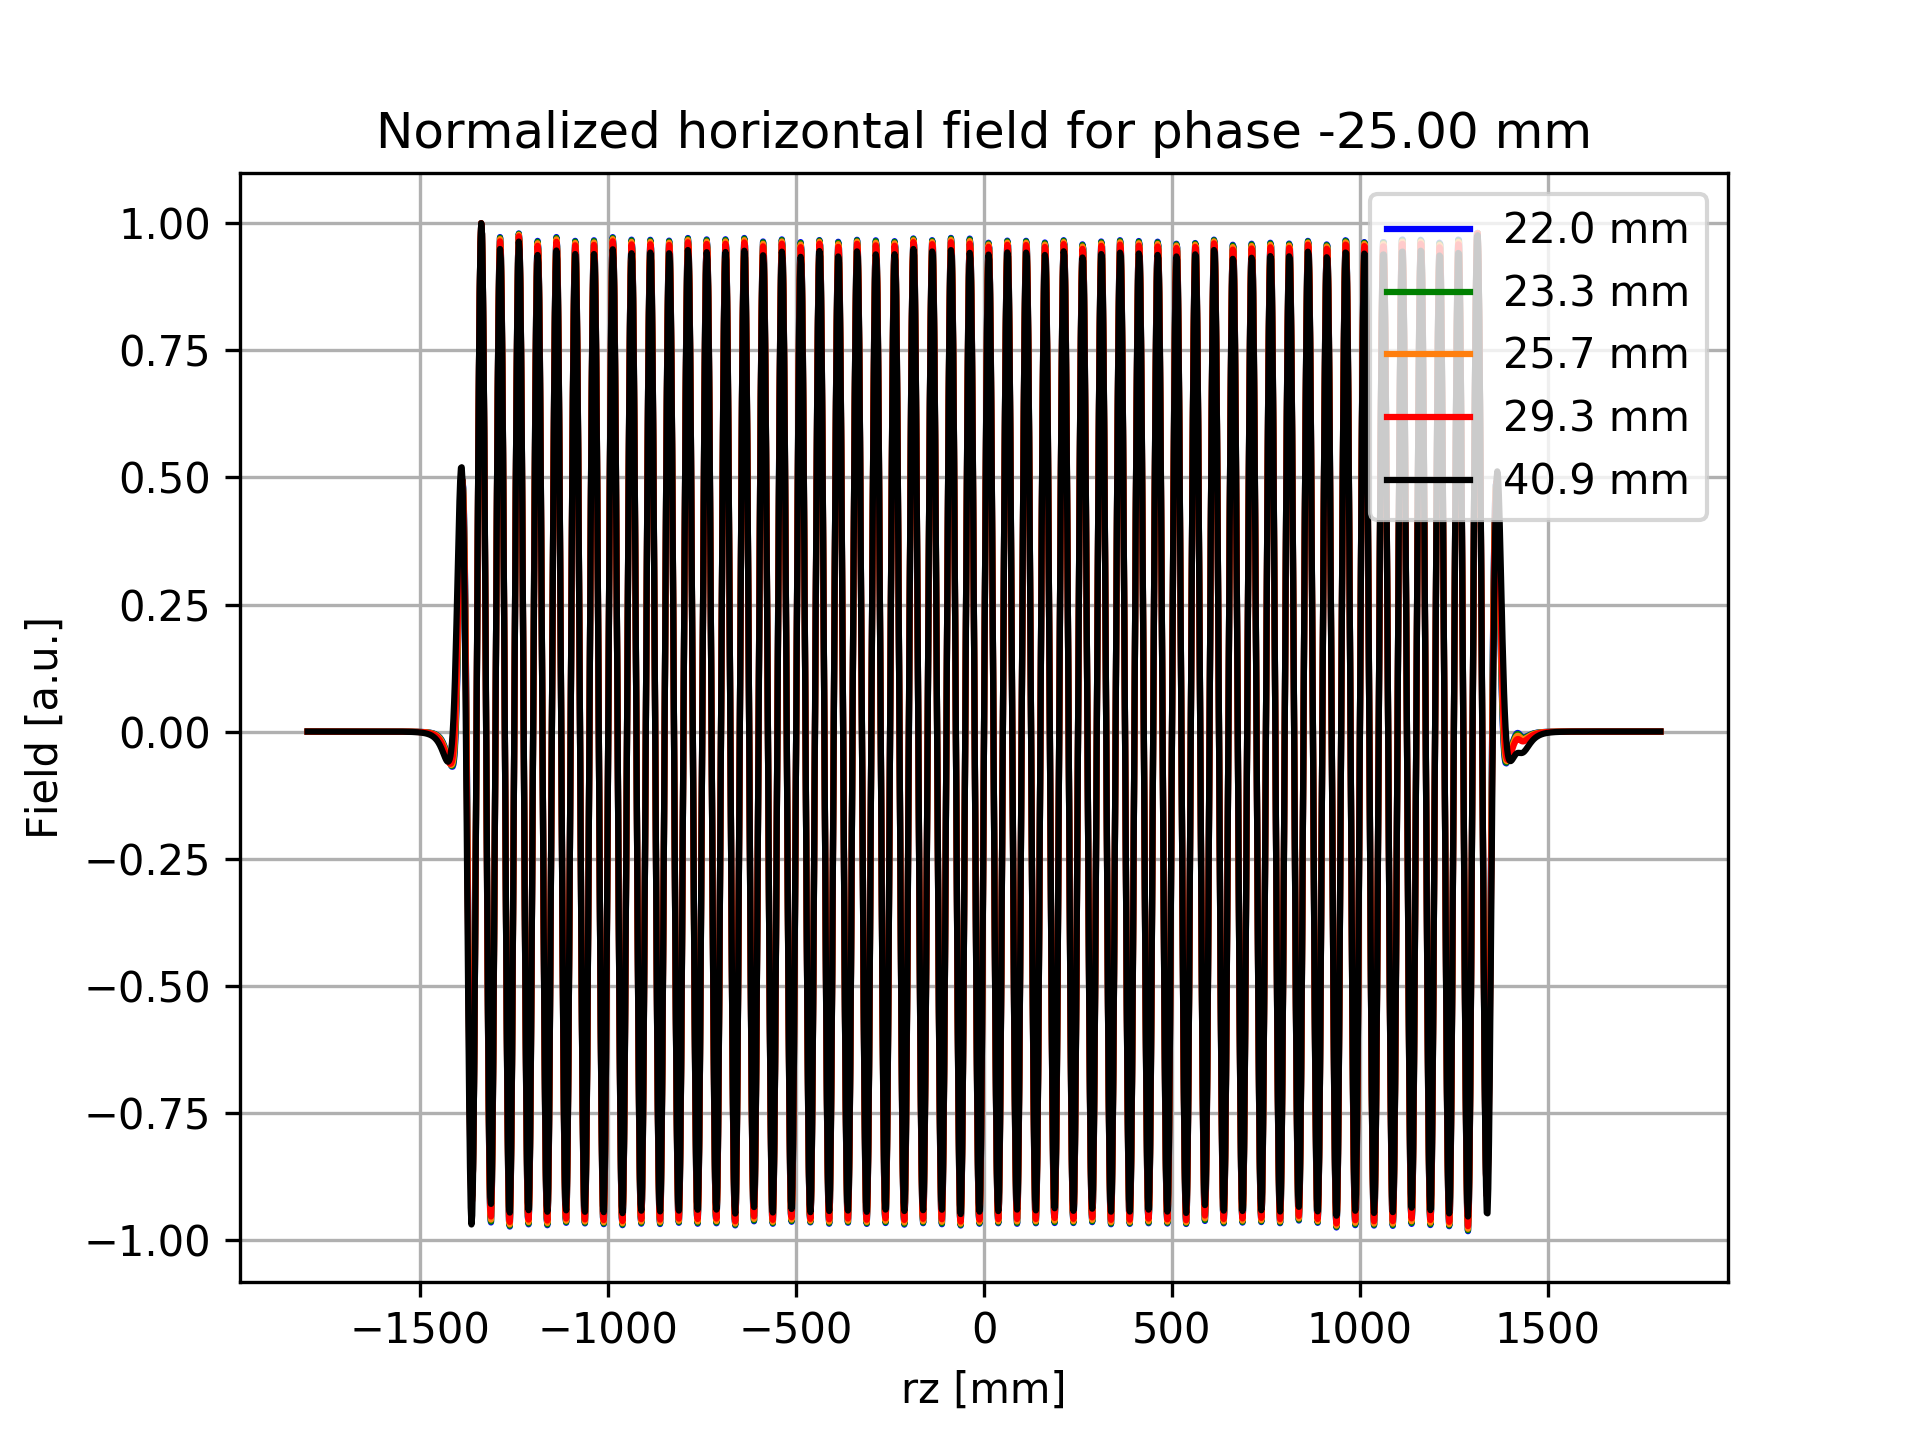 Normalized horizontal field for phase -25.00 mm
1.00
0.75
0.50
0.25
0.00
−0.25
−0.50
−0.75
−1.00
Field [a.u.]
22.0 mm
23.3 mm
25.7 mm
29.3 mm
40.9 mm
−1500 −1000 −500 0 500 1000 1500
rz [mm]